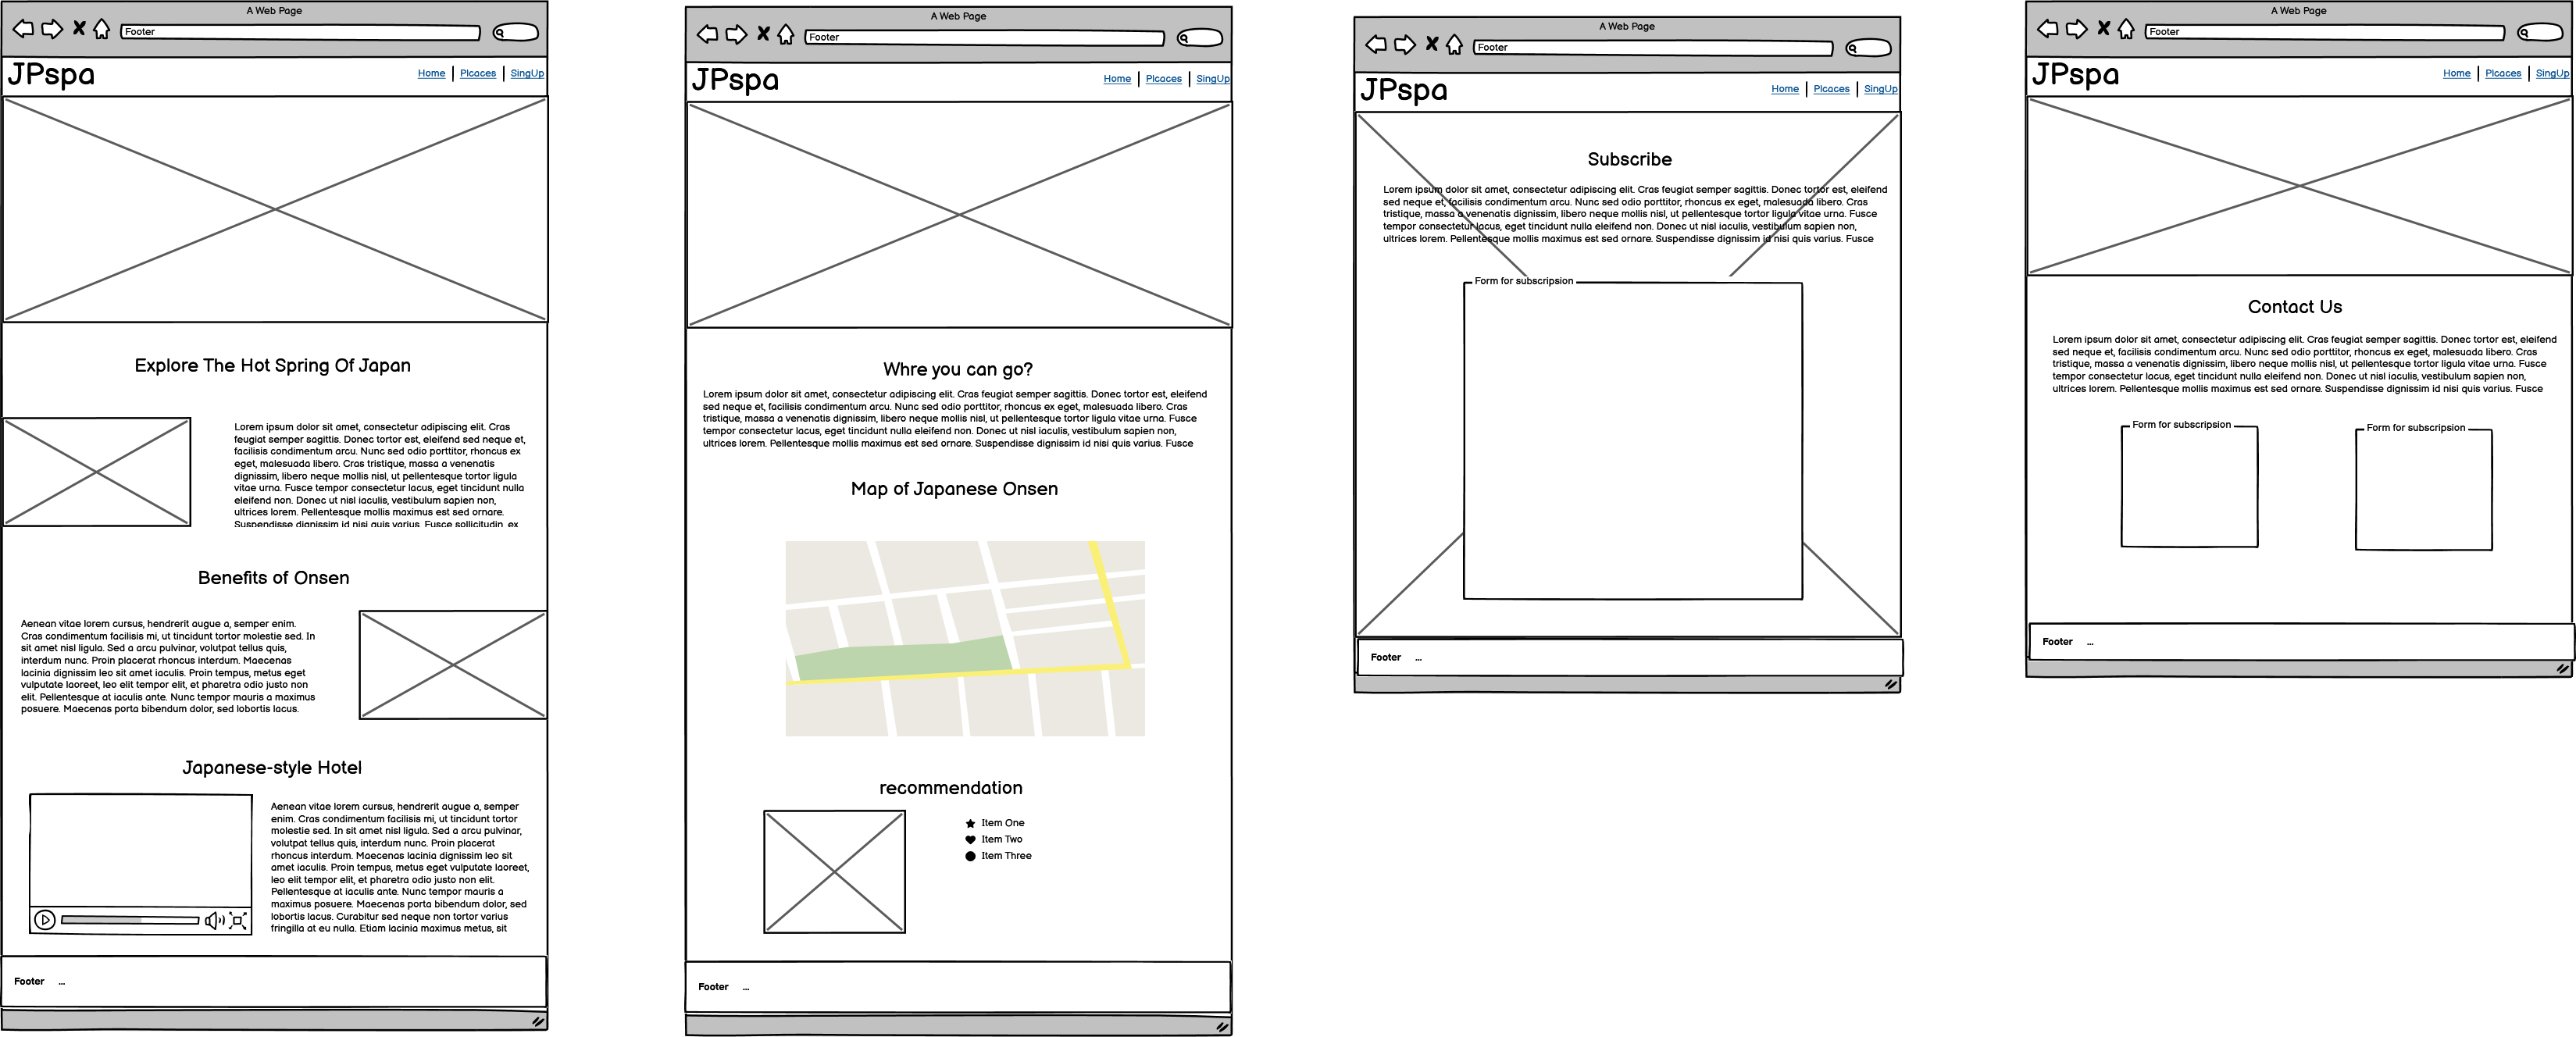 A Web Page
Footer
JPspa
Home
Plcaces
SingUp
Explore The Hot Spring Of Japan
Lorem ipsum dolor sit amet, consectetur adipiscing elit. Cras
feugiat semper sagittis. Donec tortor est, eleifend sed neque et,
facilisis condimentum arcu. Nunc sed odio porttitor, rhoncus ex
eget, malesuada libero. Cras tristique, massa a venenatis
dignissim, libero neque mollis nisl, ut pellentesque tortor ligula
vitae urna. Fusce tempor consectetur lacus, eget tincidunt nulla
eleifend non. Donec ut nisl iaculis, vestibulum sapien non,
ultrices lorem. Pellentesque mollis maximus est sed ornare.
Suspendisse dignissim id nisi quis varius. Fusce sollicitudin, ex
Benefits of Onsen
Aenean vitae lorem cursus, hendrerit augue a, semper enim.
Cras condimentum facilisis mi, ut tincidunt tortor molestie sed. In
sit amet nisl ligula. Sed a arcu pulvinar, volutpat tellus quis,
interdum nunc. Proin placerat rhoncus interdum. Maecenas
lacinia dignissim leo sit amet iaculis. Proin tempus, metus eget
vulputate laoreet, leo elit tempor elit, et pharetra odio justo non
elit. Pellentesque at iaculis ante. Nunc tempor mauris a maximus
posuere. Maecenas porta bibendum dolor, sed lobortis lacus.
Japanese-style Hotel
Aenean vitae lorem cursus, hendrerit augue a, semper
enim. Cras condimentum facilisis mi, ut tincidunt tortor
molestie sed. In sit amet nisl ligula. Sed a arcu pulvinar,
volutpat tellus quis, interdum nunc. Proin placerat
rhoncus interdum. Maecenas lacinia dignissim leo sit
amet iaculis. Proin tempus, metus eget vulputate laoreet,
leo elit tempor elit, et pharetra odio justo non elit.
Pellentesque at iaculis ante. Nunc tempor mauris a
maximus posuere. Maecenas porta bibendum dolor, sed
lobortis lacus. Curabitur sed neque non tortor varius
fringilla at eu nulla. Etiam lacinia maximus metus, sit
Footer ...
A Web Page
Footer
JPspa
Home
Plcaces
SingUp
Whre you can go?
Lorem ipsum dolor sit amet, consectetur adipiscing elit. Cras feugiat semper sagittis. Donec tortor est, eleifend
sed neque et, facilisis condimentum arcu. Nunc sed odio porttitor, rhoncus ex eget, malesuada libero. Cras
tristique, massa a venenatis dignissim, libero neque mollis nisl, ut pellentesque tortor ligula vitae urna. Fusce
tempor consectetur lacus, eget tincidunt nulla eleifend non. Donec ut nisl iaculis, vestibulum sapien non,
ultrices lorem. Pellentesque mollis maximus est sed ornare. Suspendisse dignissim id nisi quis varius. Fusce
Map of Japanese Onsen
recommendation
Item One
Item Two
Item Three
Footer ...
A Web Page
Footer
JPspa
Home
Plcaces
SingUp
Subscribe
Lorem ipsum dolor sit amet, consectetur adipiscing elit. Cras feugiat semper sagittis. Donec tortor est, eleifend
sed neque et, facilisis condimentum arcu. Nunc sed odio porttitor, rhoncus ex eget, malesuada libero. Cras
tristique, massa a venenatis dignissim, libero neque mollis nisl, ut pellentesque tortor ligula vitae urna. Fusce
tempor consectetur lacus, eget tincidunt nulla eleifend non. Donec ut nisl iaculis, vestibulum sapien non,
ultrices lorem. Pellentesque mollis maximus est sed ornare. Suspendisse dignissim id nisi quis varius. Fusce
Form for subscripsion
Footer ...
A Web Page
Footer
JPspa
Home
Plcaces
SingUp
Contact Us
Lorem ipsum dolor sit amet, consectetur adipiscing elit. Cras feugiat semper sagittis. Donec tortor est, eleifend
sed neque et, facilisis condimentum arcu. Nunc sed odio porttitor, rhoncus ex eget, malesuada libero. Cras
tristique, massa a venenatis dignissim, libero neque mollis nisl, ut pellentesque tortor ligula vitae urna. Fusce
tempor consectetur lacus, eget tincidunt nulla eleifend non. Donec ut nisl iaculis, vestibulum sapien non,
ultrices lorem. Pellentesque mollis maximus est sed ornare. Suspendisse dignissim id nisi quis varius. Fusce
Form for subscripsion
Form for subscripsion
Footer ...